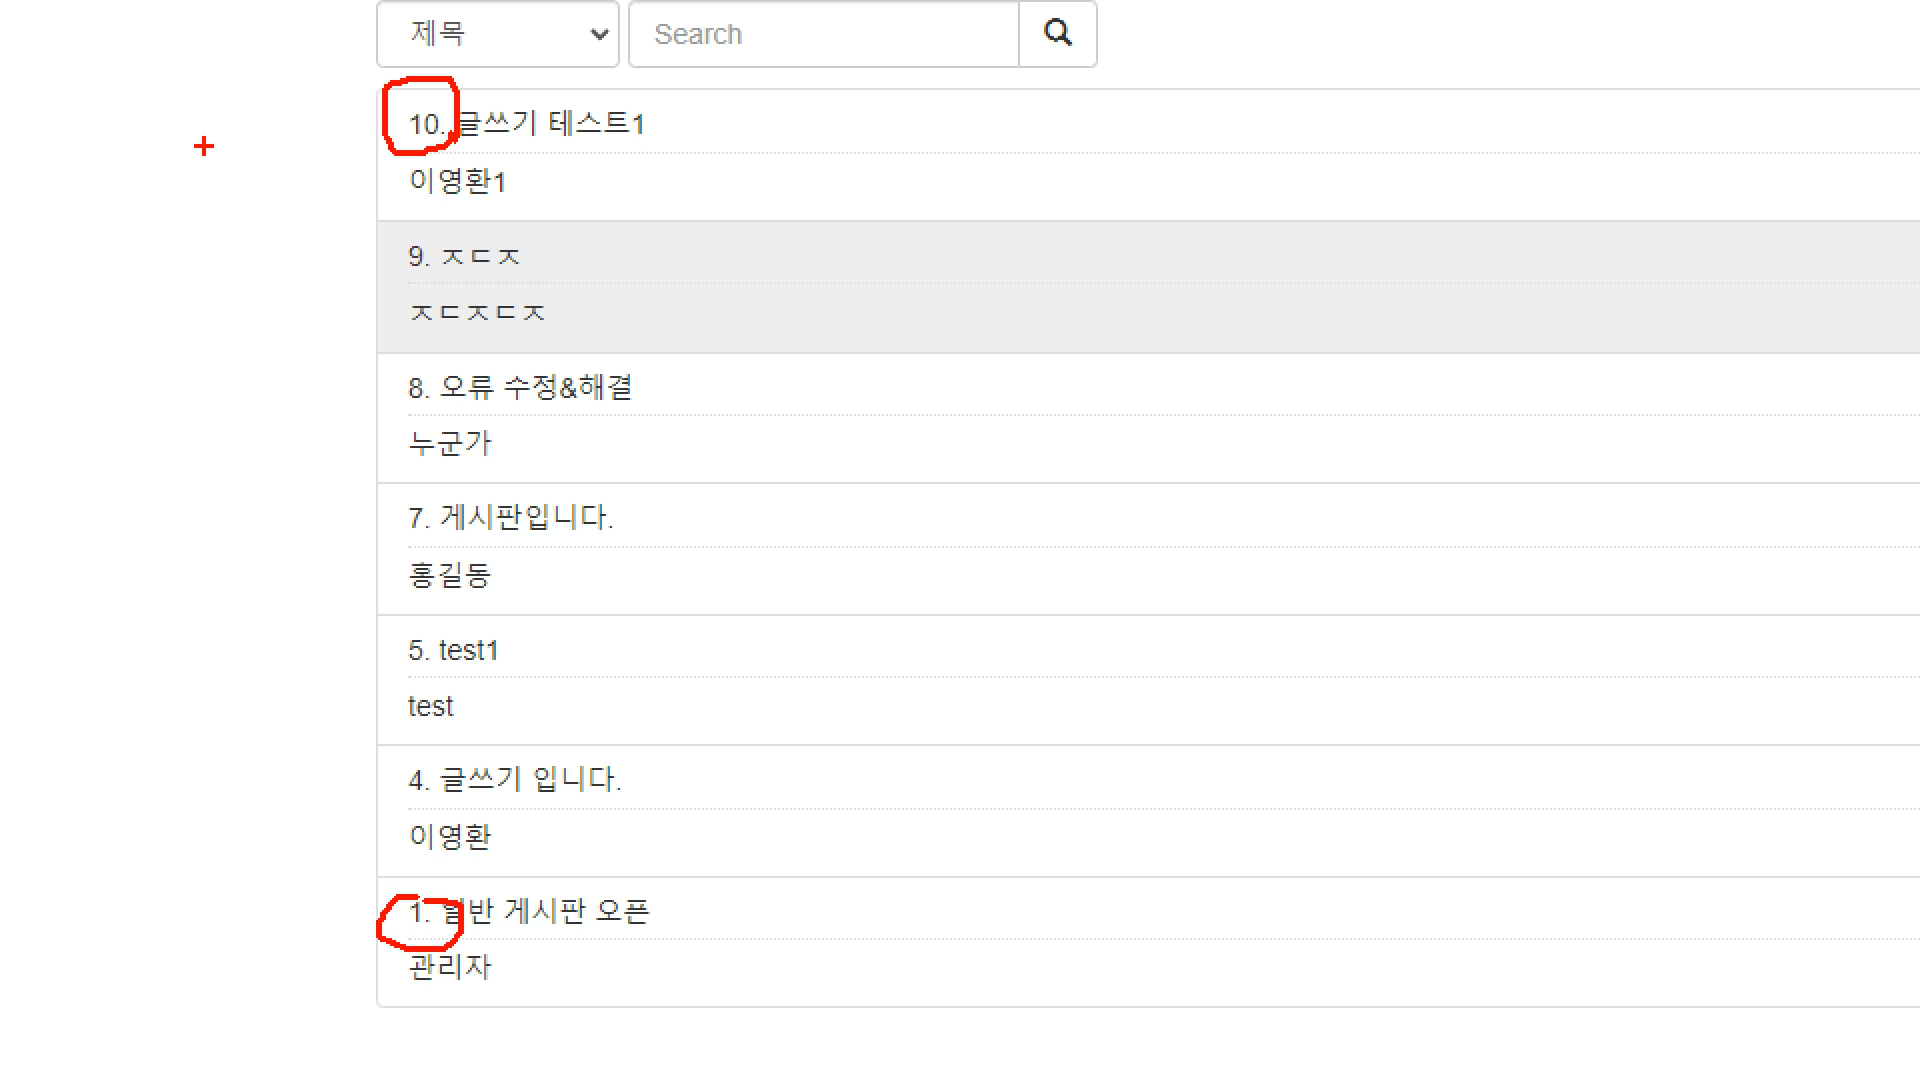 제목 Search
10. 글쓰기 테스트1
이영환1
9. ㅈㄷㅈ
ㅈㄷㅈㄷㅈ
8. 오류 수정&해결
누군가
7. 게시판입니다.
홍길동
5. test1
test
4. 글쓰기 입니다.
이영환
1. 일반 게시판 오픈
관리자